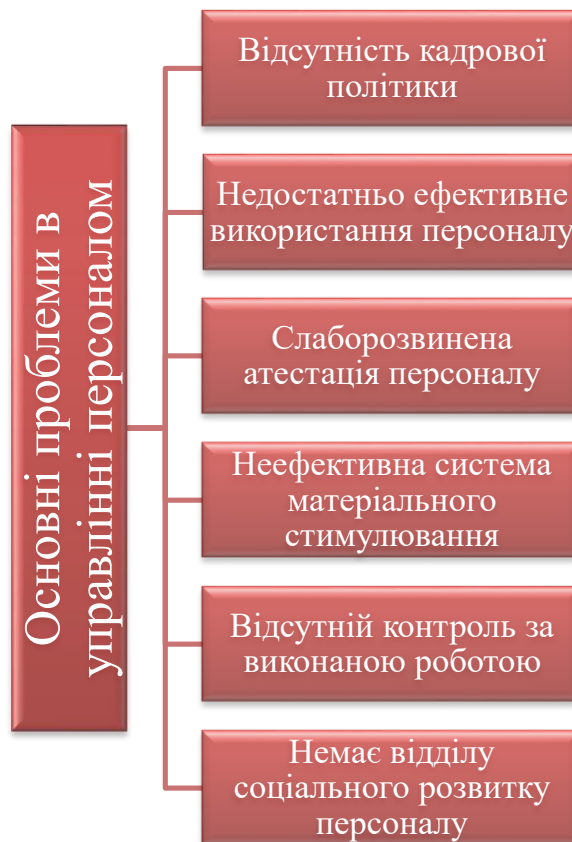 Основні проблеми в
управлінні персоналом
Відсутність кадрової
політики
Недостатньо ефективне
використання персоналу
Слаборозвинена
атестація персоналу
Неефективна система
матеріального
стимулювання
Відсутній контроль за
виконаною роботою
Немає відділу
соціального розвитку
персоналу